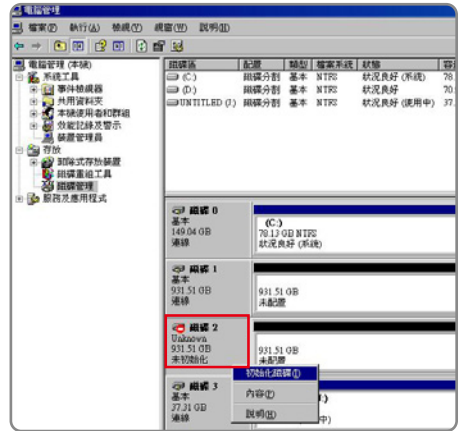 電腦管理
檔案(F) 執行(A) 檢視(V) 視窗(W) 說明(H)
電腦管理 (本機)
系統工具
事件檢視器
共用資料夾
本機使用者和群組
效能記錄及警示
裝置管理員
存放
卸除式存放裝置
磁碟重組工具
磁碟管理
服務及應用程式
磁碟區 配置 類型 檔案系統 狀態 容
(C:) 磁碟分割 基本 NTFS 狀況良好 (系統) 78.
(D:) 磁碟分割 基本 NTFS 狀況良好 70.
UNTITLED (J:) 磁碟分割 基本 NTFS 狀況良好 (使用中) 37.
磁碟 0
基本
149.04 GB
連線
(C:)
78.13 GB NTFS
狀況良好 (系統)
磁碟 1
基本
931.51 GB
連線
931.51 GB
未配置
磁碟 2
Unknown
931.51 GB
未初始化
931.51 GB
未配置
初始化磁碟(I)
內容(P)
說明(H)
磁碟 3
基本
37.31 GB
連線